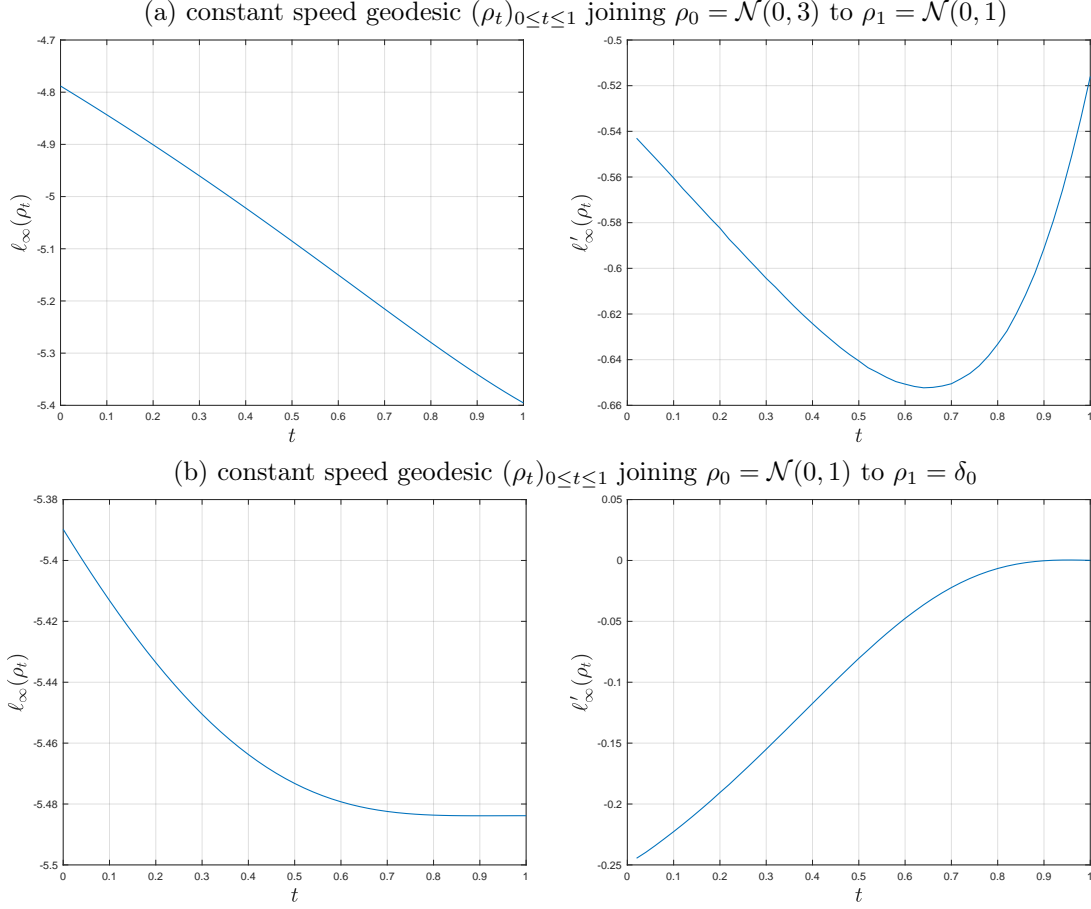 (a) constant speed geodesic (ρ_t)_{0≤t≤1} joining ρ_0 = 𝒩(0, 3) to ρ_1 = 𝒩(0, 1)
-4.7
-4.8
-4.9
-5
-5.1
-5.2
-5.3
-5.4
ℓ_∞(ρ_t)
0 0.1 0.2 0.3 0.4 0.5 0.6 0.7 0.8 0.9 1
t
-0.5
-0.52
-0.54
-0.56
-0.58
-0.6
-0.62
-0.64
-0.66
ℓ'_∞(ρ_t)
0 0.1 0.2 0.3 0.4 0.5 0.6 0.7 0.8 0.9 1
t
(b) constant speed geodesic (ρ_t)_{0≤t≤1} joining ρ_0 = 𝒩(0, 1) to ρ_1 = δ_0
-5.38
-5.4
-5.42
-5.44
-5.46
-5.48
-5.5
ℓ_∞(ρ_t)
0 0.1 0.2 0.3 0.4 0.5 0.6 0.7 0.8 0.9 1
t
0.05
0
-0.05
-0.1
-0.15
-0.2
-0.25
ℓ'_∞(ρ_t)
0 0.1 0.2 0.3 0.4 0.5 0.6 0.7 0.8 0.9 1
t